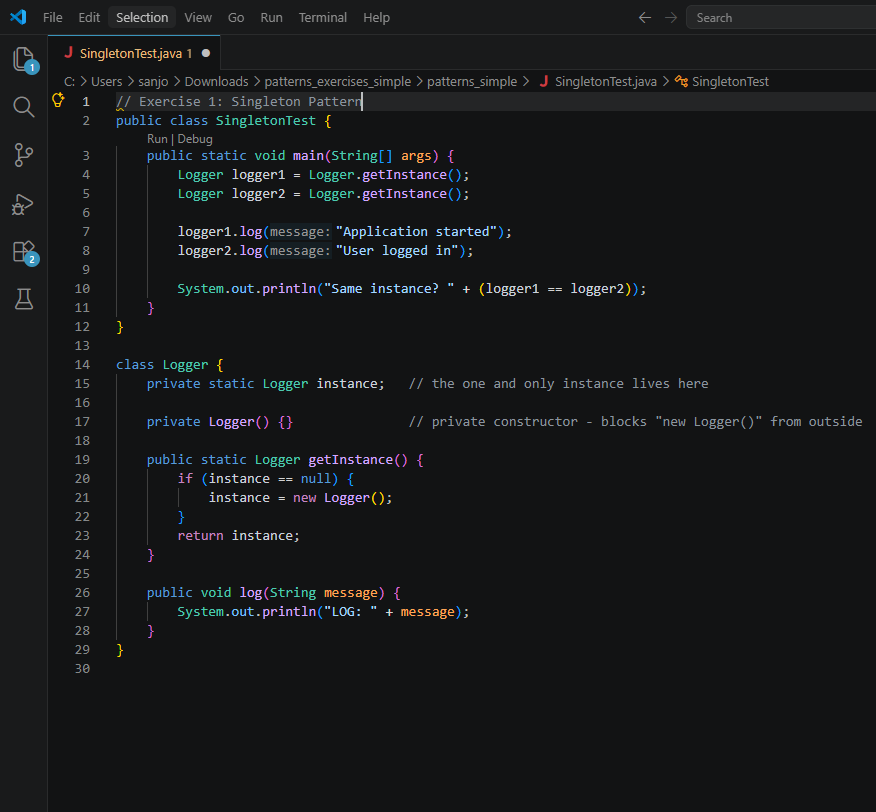 File Edit Selection View Go Run Terminal Help
Search
SingletonTest.java 1
C: > Users > sanjo > Downloads > patterns_exercises_simple > patterns_simple > SingletonTest.java > SingletonTest
1
2
1 // Exercise 1: Singleton Pattern
2 public class SingletonTest {
Run | Debug
3 public static void main(String[] args) {
4 Logger logger1 = Logger.getInstance();
5 Logger logger2 = Logger.getInstance();
6
7 logger1.log(message:"Application started");
8 logger2.log(message:"User logged in");
9
10 System.out.println("Same instance? " + (logger1 == logger2));
11 }
12 }
13
14 class Logger {
15 private static Logger instance;   // the one and only instance lives here
16
17 private Logger() {}               // private constructor - blocks "new Logger()" from outside
18
19 public static Logger getInstance() {
20 if (instance == null) {
21 instance = new Logger();
22 }
23 return instance;
24 }
25
26 public void log(String message) {
27 System.out.println("LOG: " + message);
28 }
29 }
30